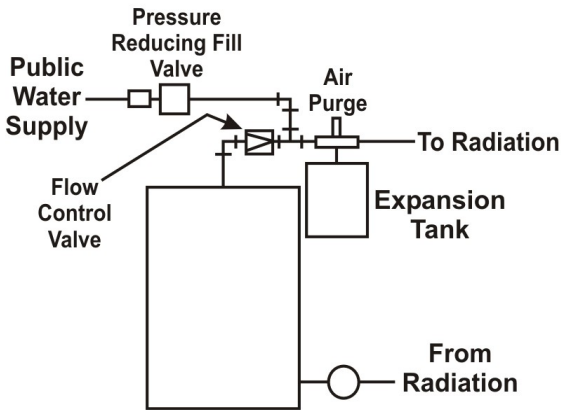 Pressure
Reducing Fill
Valve
Public
Water
Supply
Air
Purge
To Radiation
Flow
Control
Valve
Expansion
Tank
From
Radiation